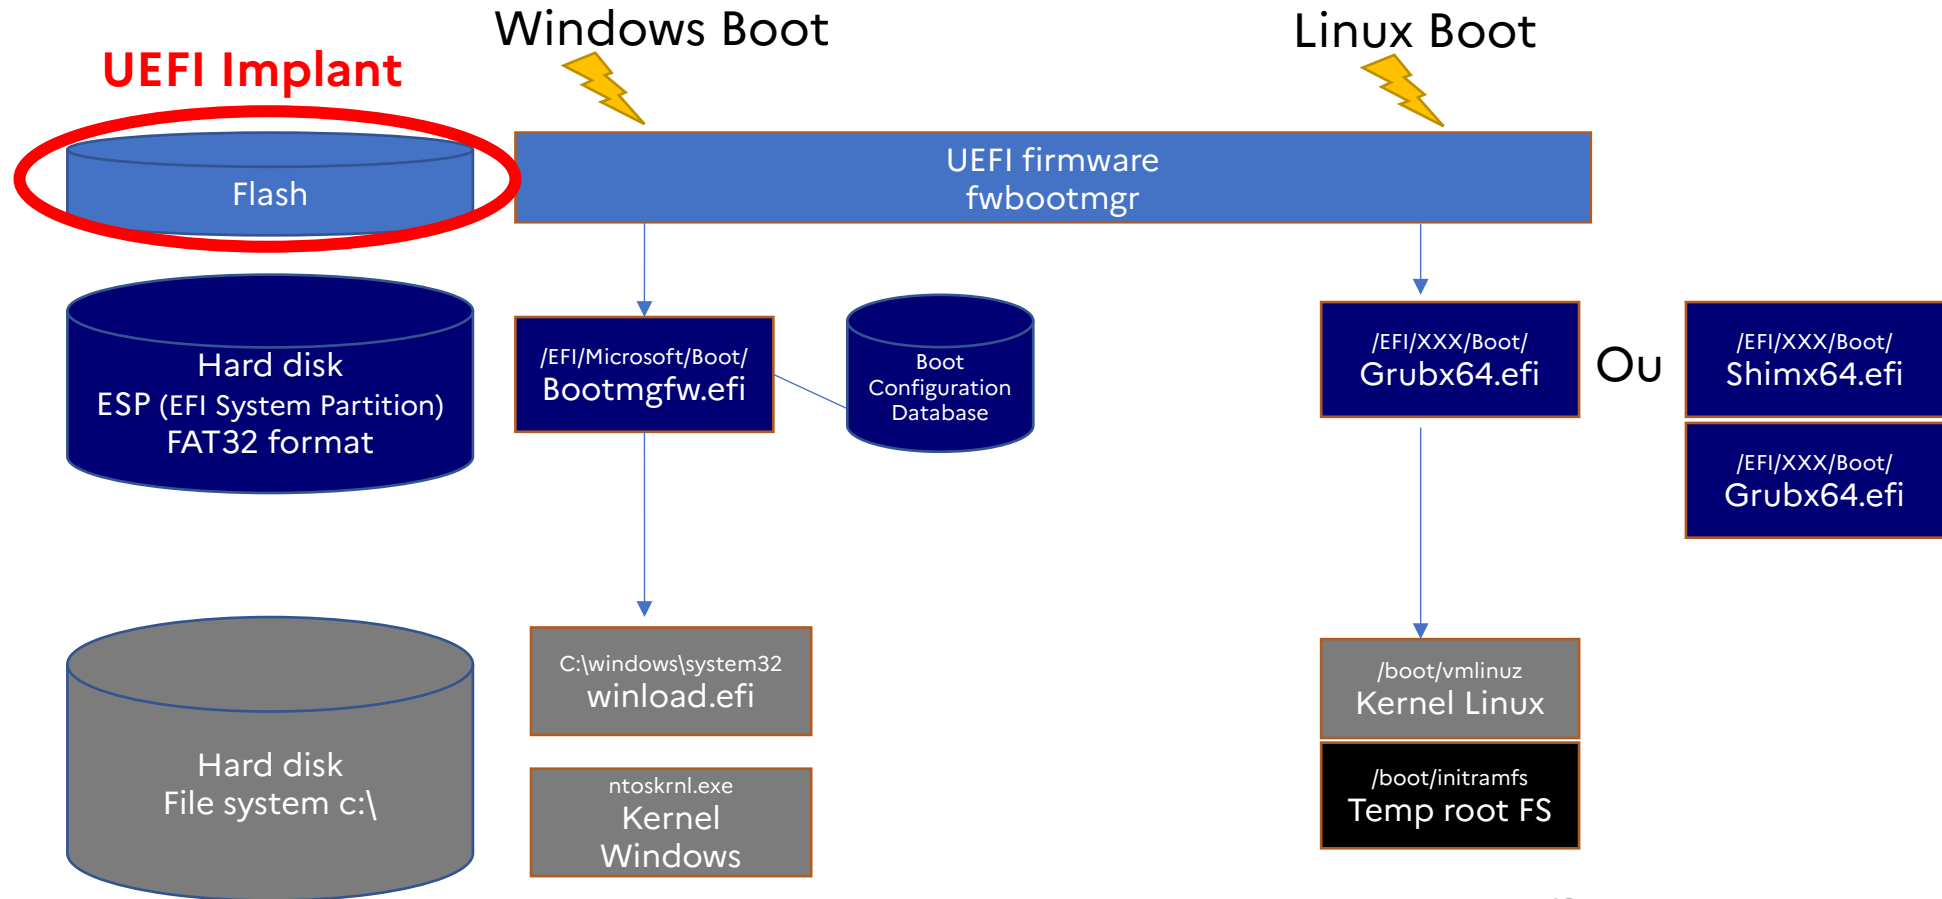 Windows Boot
Linux Boot
UEFI Implant
Flash
UEFI firmware
fwbootmgr
Hard disk
ESP (EFI System Partition)
FAT32 format
/EFI/Microsoft/Boot/
Bootmgfw.efi
Boot
Configuration
Database
/EFI/XXX/Boot/
Grubx64.efi
Ou
/EFI/XXX/Boot/
Shimx64.efi
/EFI/XXX/Boot/
Grubx64.efi
Hard disk
File system c:\
C:\windows\system32
winload.efi
ntoskrnl.exe
Kernel
Windows
/boot/vmlinuz
Kernel Linux
/boot/initramfs
Temp root FS